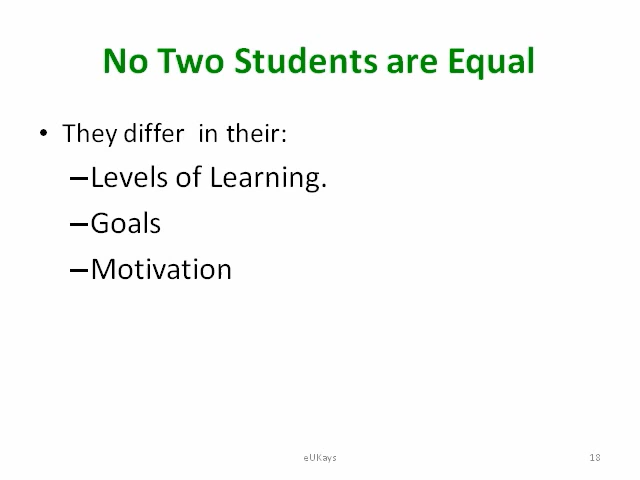 No Two Students are Equal
• They differ  in their:
–Levels of Learning.
–Goals
–Motivation
eUKays
18